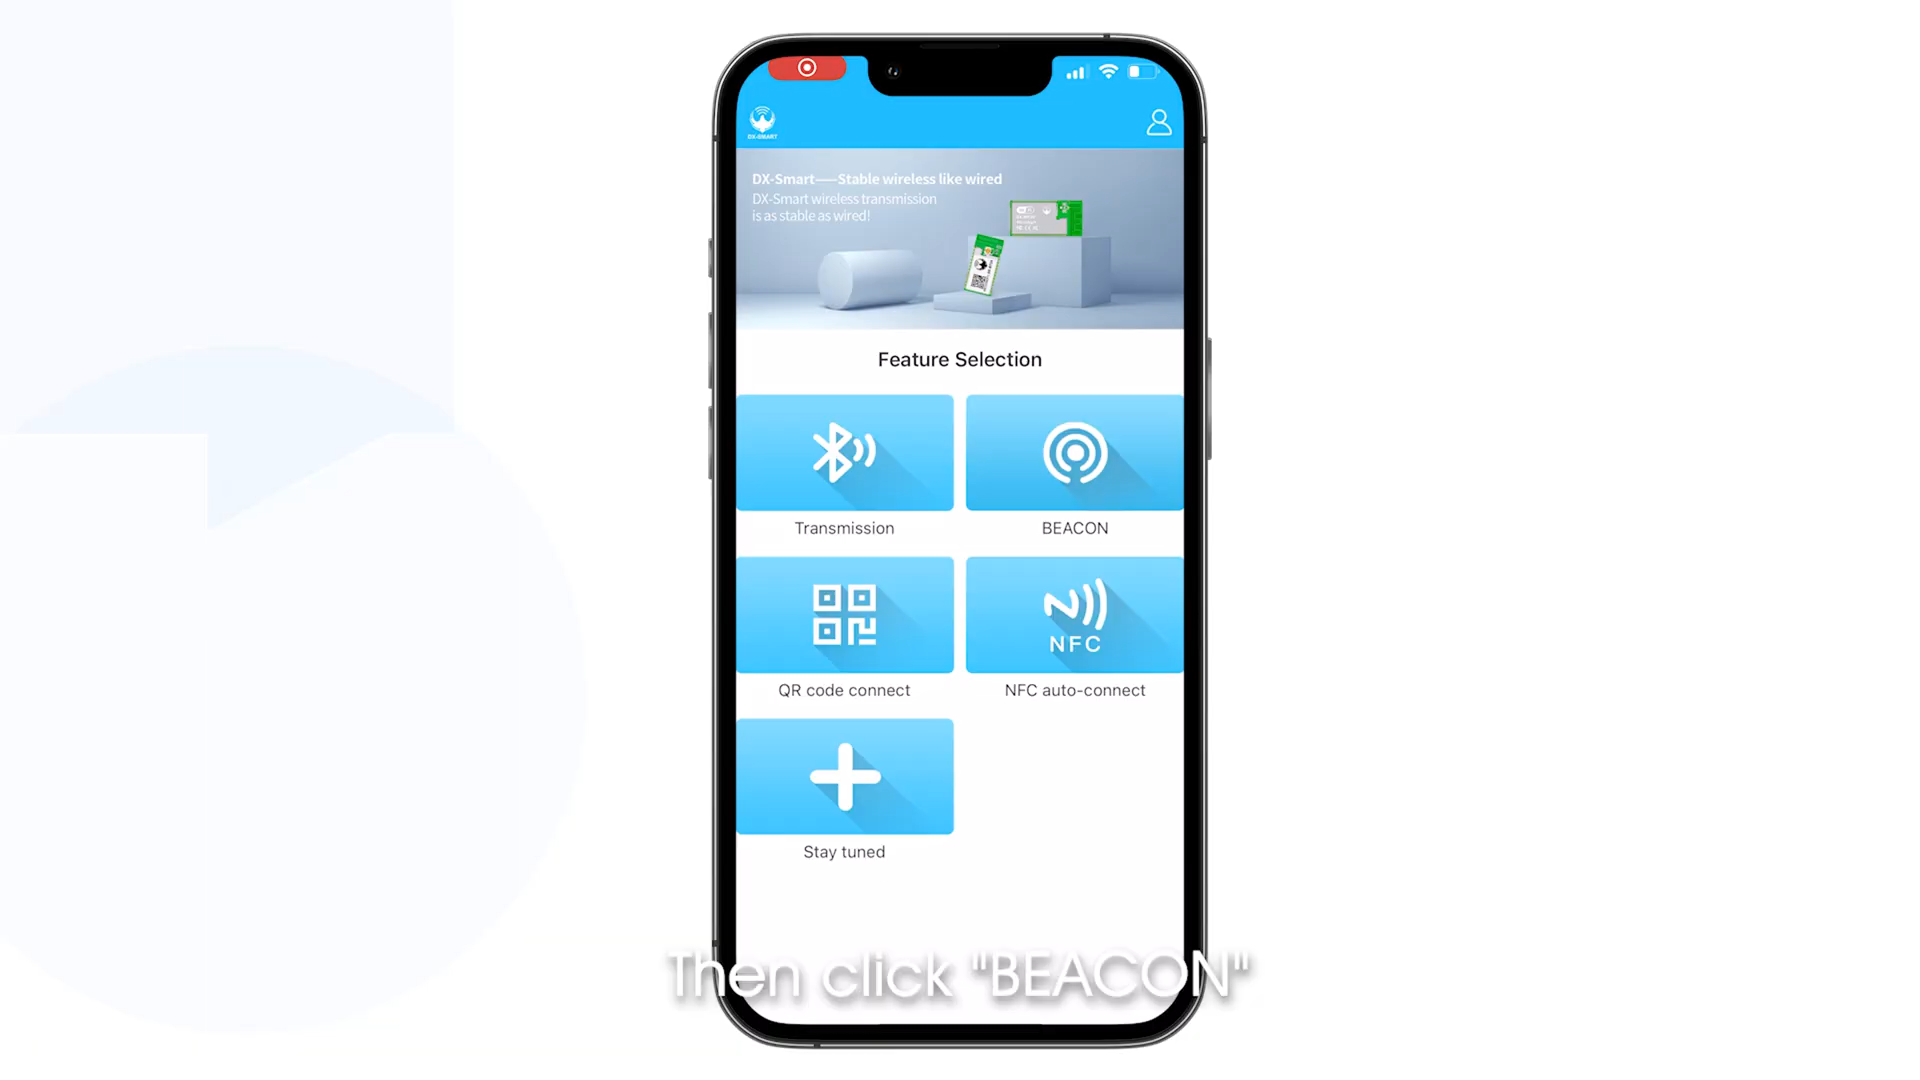 DX-SMART
DX-Smart——Stable wireless like wired
DX-Smart wireless transmission
is as stable as wired!
Feature Selection
Transmission
BEACON
NFC
QR code connect
NFC auto-connect
Stay tuned
Then click "BEACON"